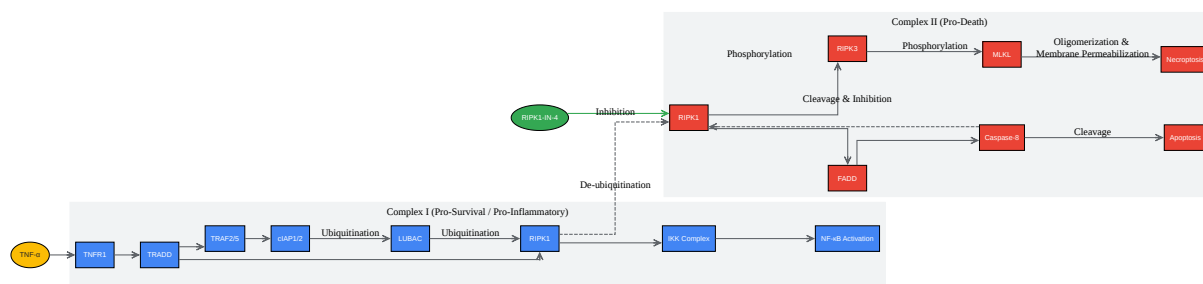 Complex II (Pro-Death)
RIPK3
Phosphorylation
Phosphorylation
MLKL
Oligomerization &
Membrane Permeabilization
Necroptosis
Cleavage & Inhibition
RIPK1-IN-4
Inhibition
RIPK1
Caspase-8
Cleavage
Apoptosis
FADD
De-ubiquitination
Complex I (Pro-Survival / Pro-Inflammatory)
TNF-α
TNFR1
TRADD
TRAF2/5
cIAP1/2
Ubiquitination
LUBAC
Ubiquitination
RIPK1
IKK Complex
NF-κB Activation